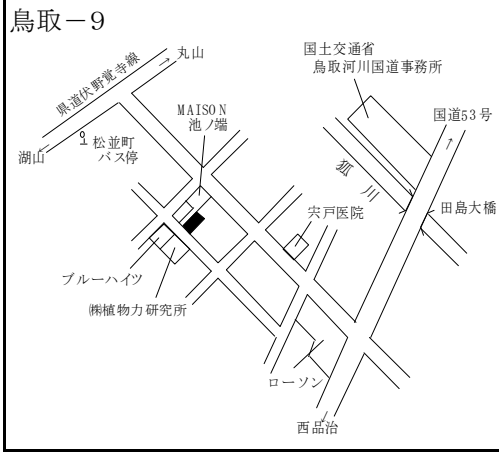 鳥取－9
丸山
→
県道伏野覚寺線
国土交通省
鳥取河川国道事務所
MAISON
池ノ端
国道53号
→
松並町
バス停
湖山
←
狐川
宍戸医院
田島大橋
ブルーハイツ
㈱植物力研究所
ローソン
←
西品治